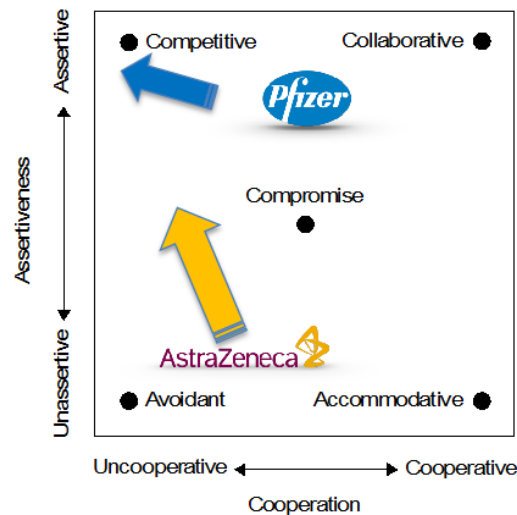 Competitive
Collaborative
Pfizer
Compromise
AstraZeneca
Avoidant
Accommodative
Assertive
Assertiveness
Unassertive
Uncooperative
Cooperative
Cooperation